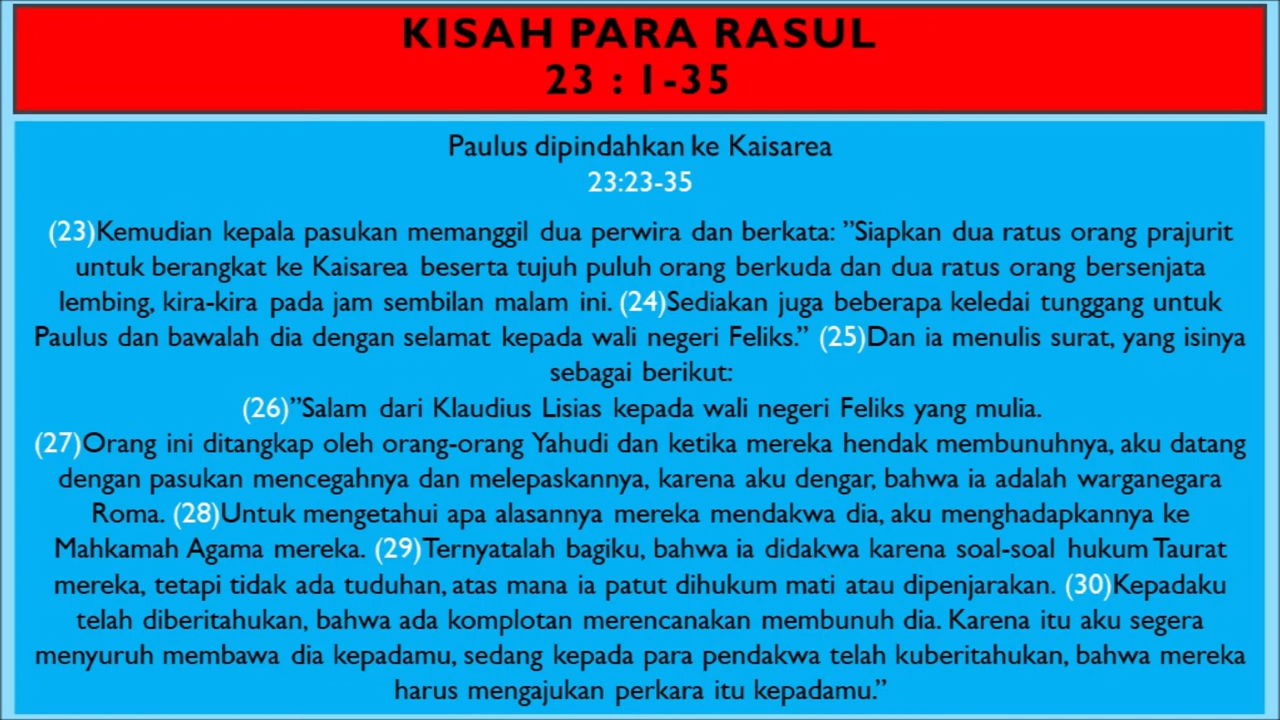 KISAH PARA RASUL
23 : 1-35
Paulus dipindahkan ke Kaisarea
23:23-35
(23)Kemudian kepala pasukan memanggil dua perwira dan berkata: ”Siapkan dua ratus orang prajurit
untuk berangkat ke Kaisarea beserta tujuh puluh orang berkuda dan dua ratus orang bersenjata
lembing, kira-kira pada jam sembilan malam ini. (24)Sediakan juga beberapa keledai tunggang untuk
Paulus dan bawalah dia dengan selamat kepada wali negeri Feliks.” (25)Dan ia menulis surat, yang isinya
sebagai berikut:
(26)”Salam dari Klaudius Lisias kepada wali negeri Feliks yang mulia.
(27)Orang ini ditangkap oleh orang-orang Yahudi dan ketika mereka hendak membunuhnya, aku datang
dengan pasukan mencegahnya dan melepaskannya, karena aku dengar, bahwa ia adalah warganegara
Roma. (28)Untuk mengetahui apa alasannya mereka mendakwa dia, aku menghadapkannya ke
Mahkamah Agama mereka. (29)Ternyatalah bagiku, bahwa ia didakwa karena soal-soal hukum Taurat
mereka, tetapi tidak ada tuduhan, atas mana ia patut dihukum mati atau dipenjarakan. (30)Kepadaku
telah diberitahukan, bahwa ada komplotan merencanakan membunuh dia. Karena itu aku segera
menyuruh membawa dia kepadamu, sedang kepada para pendakwa telah kuberitahukan, bahwa mereka
harus mengajukan perkara itu kepadamu.”